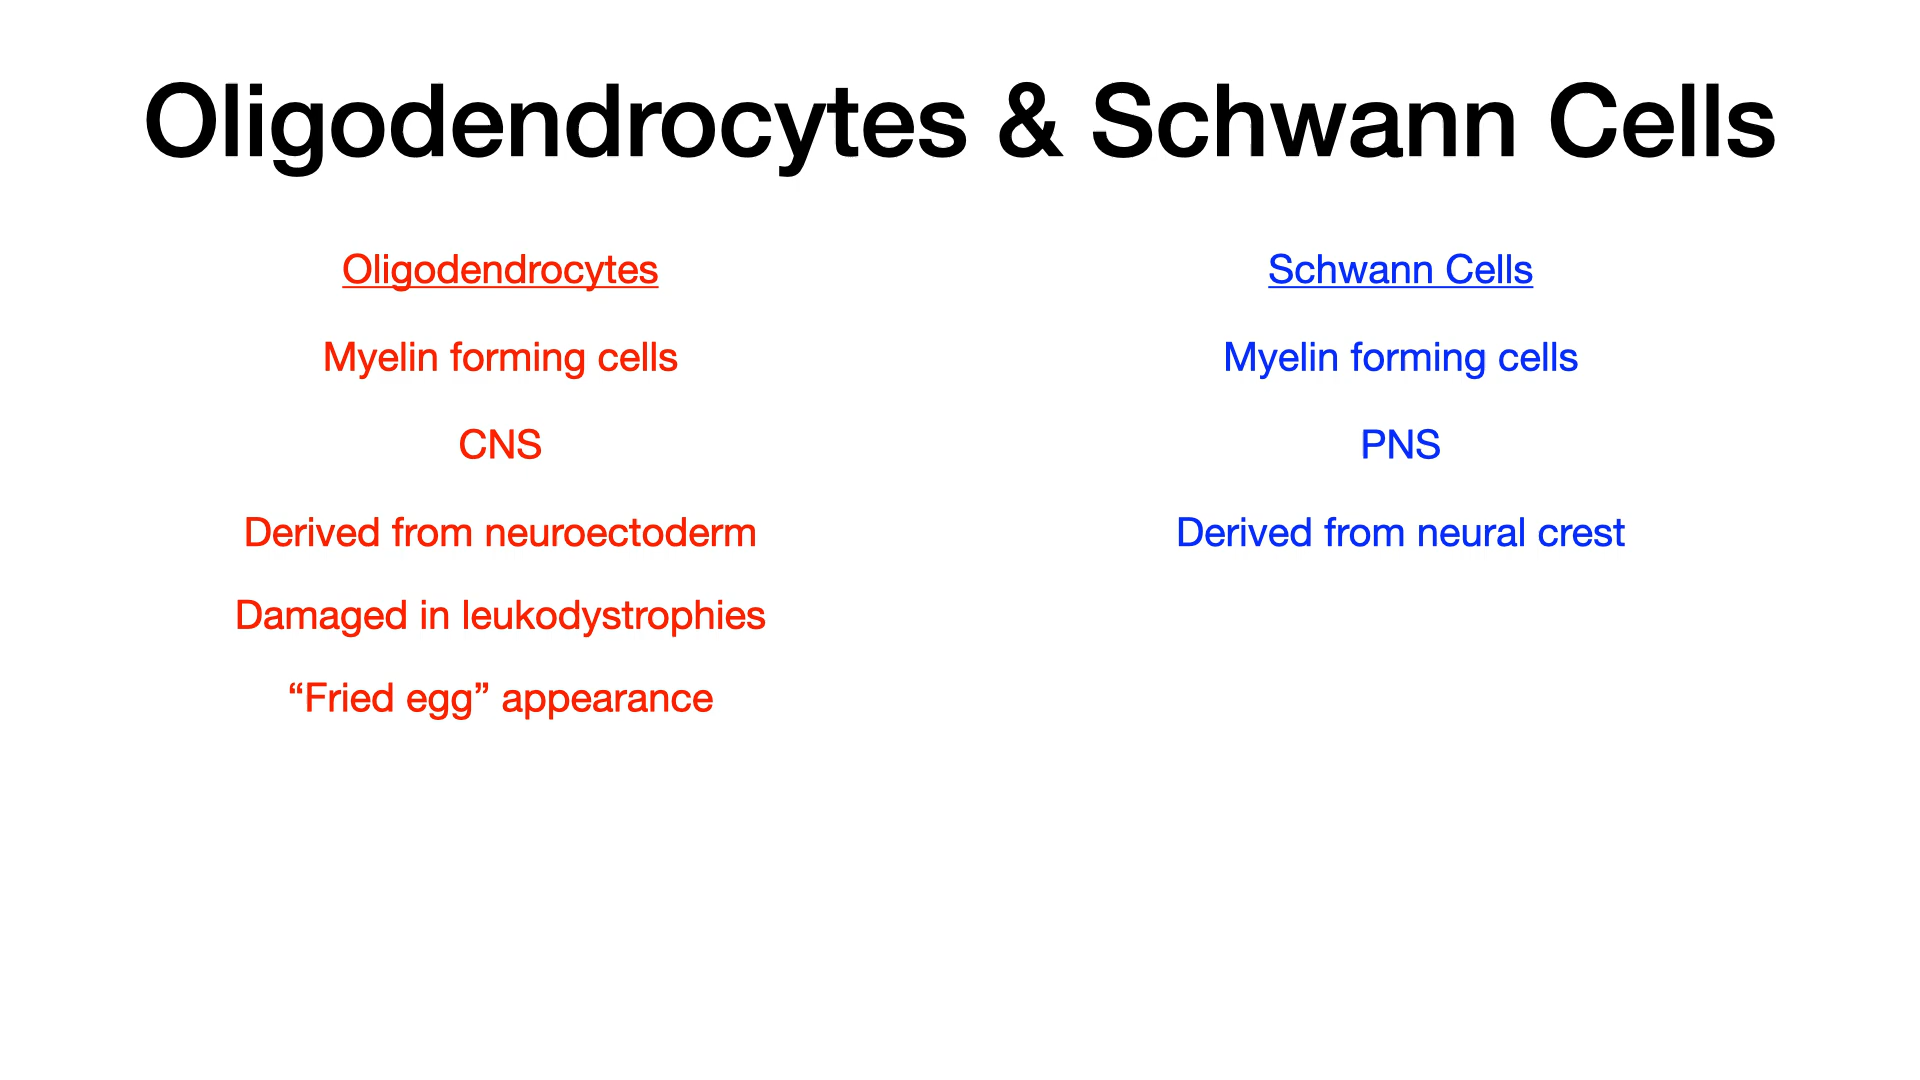 Oligodendrocytes & Schwann Cells
Oligodendrocytes
Myelin forming cells
CNS
Derived from neuroectoderm
Damaged in leukodystrophies
“Fried egg” appearance
Schwann Cells
Myelin forming cells
PNS
Derived from neural crest